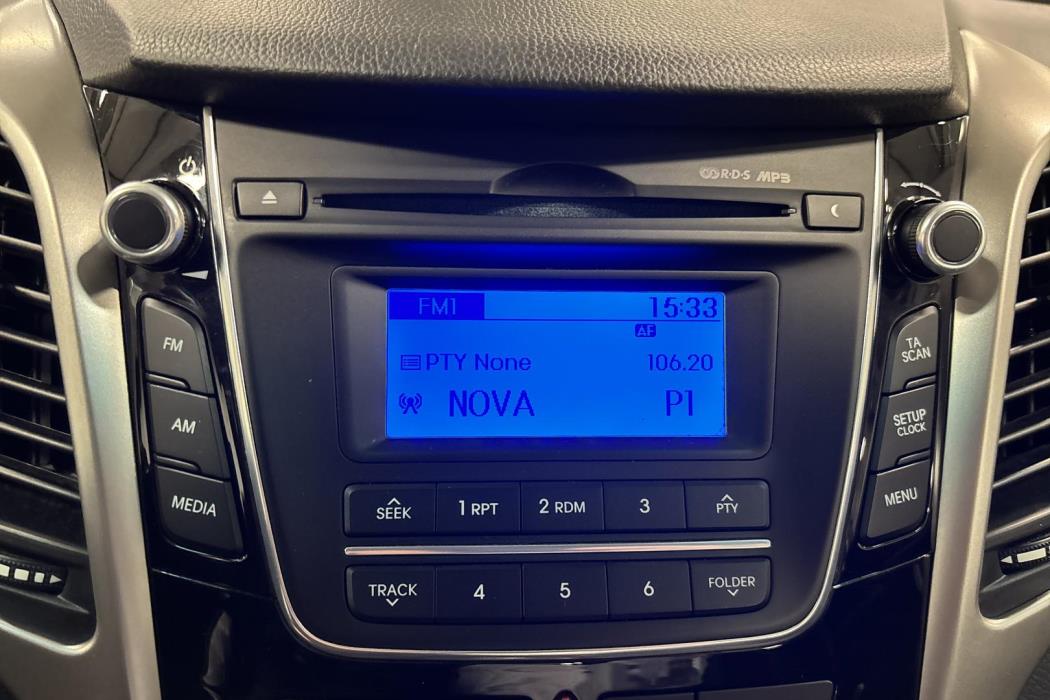 R·D·S MP3
FM1 15:33
AF
PTY None 106.20
NOVA P1
FM
AM
MEDIA
TA
SCAN
SETUP
CLOCK
MENU
SEEK 1 RPT 2 RDM 3 PTY
TRACK 4 5 6 FOLDER